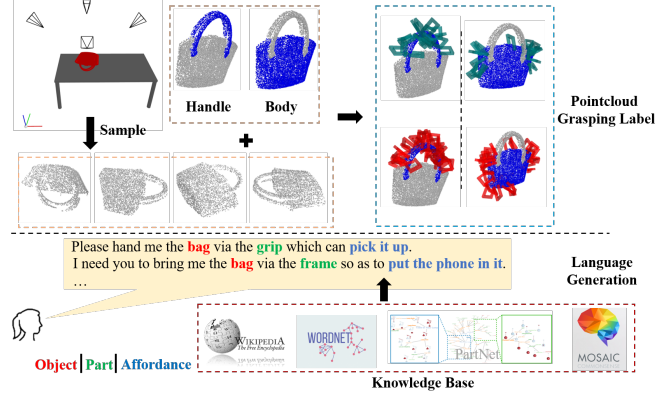 Handle
Body
Sample
Pointcloud
Grasping Label
Please hand me the bag via the grip which can pick it up.
I need you to bring me the bag via the frame so as to put the phone in it.
...
Language
Generation
WIKIPEDIA
The Free Encyclopedia
WORDNET
PartNet
MOSAIC
Object|Part|Affordance
Knowledge Base